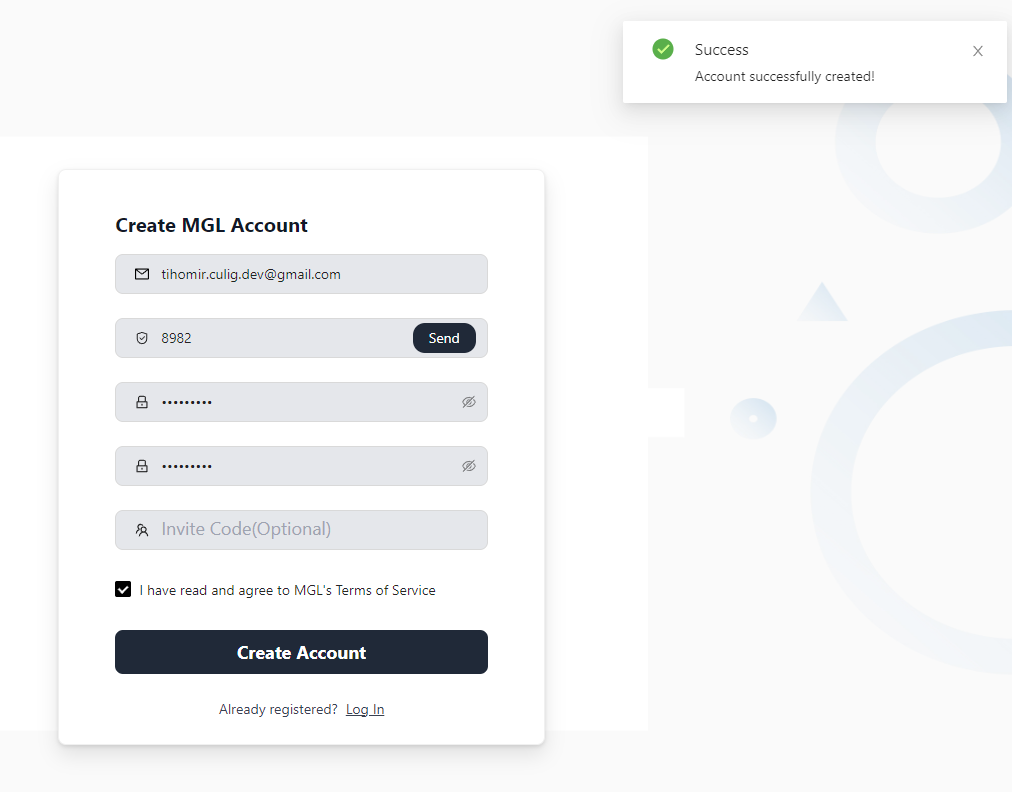 Success
Account successfully created!
Create MGL Account
tihomir.culig.dev@gmail.com
8982
Send
•••••••••
•••••••••
Invite Code(Optional)
I have read and agree to MGL's Terms of Service
Create Account
Already registered? Log In